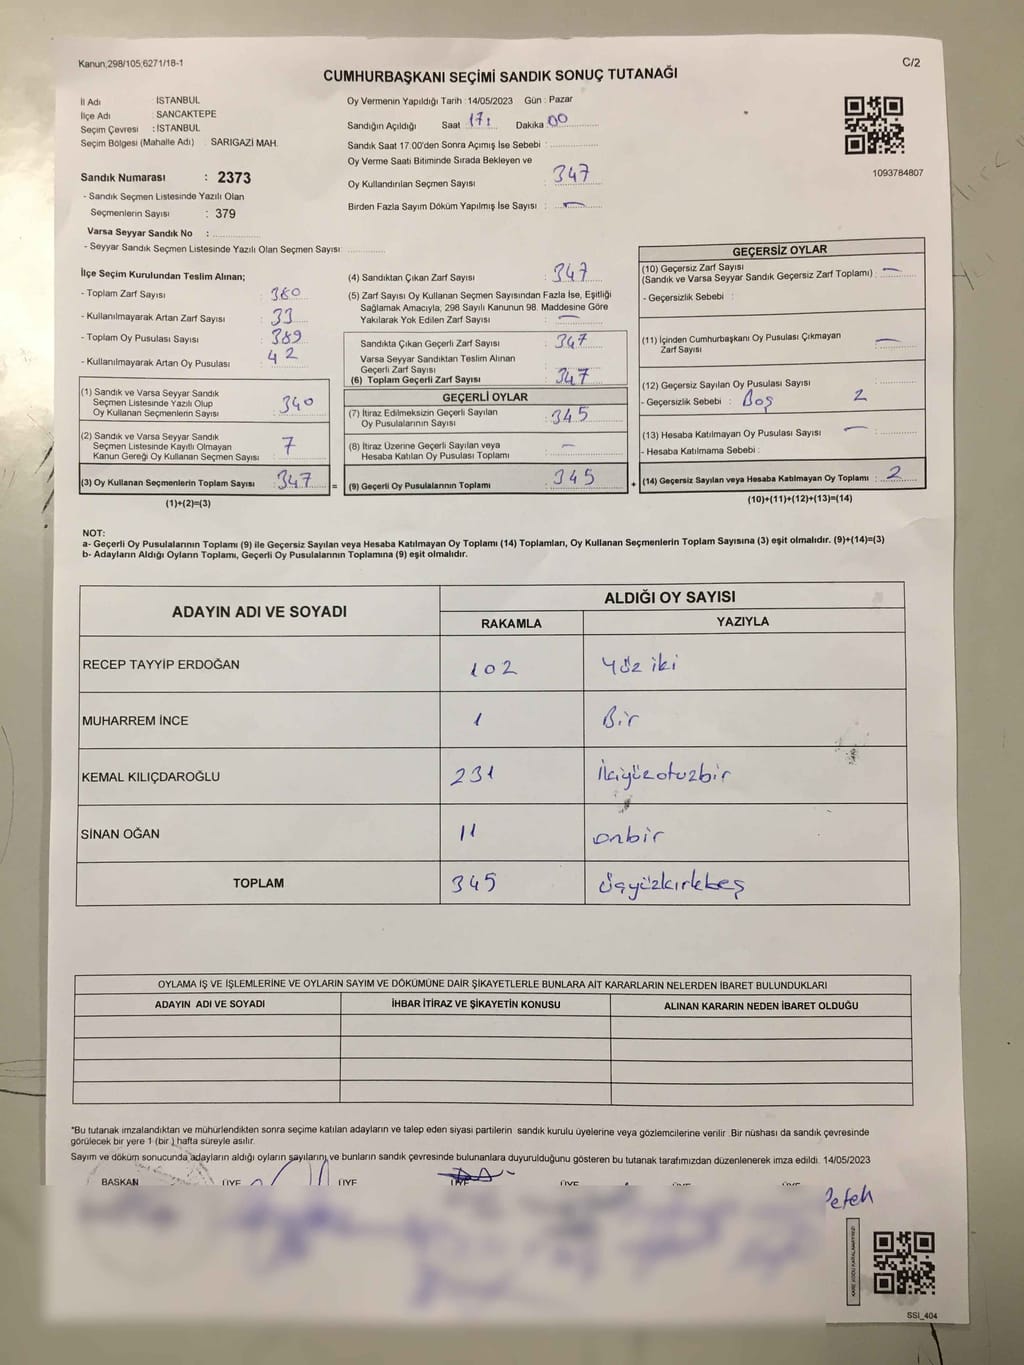 Kanun;298/105;6271/18-1
C/2
CUMHURBAŞKANI SEÇİMİ SANDIK SONUÇ TUTANAĞI
İl Adı : İSTANBUL
İlçe Adı : SANCAKTEPE
Seçim Çevresi : İSTANBUL
Seçim Bölgesi (Mahalle Adı) : SARIGAZİ MAH.
Sandık Numarası : 2373
- Sandık Seçmen Listesinde Yazılı Olan
Seçmenlerin Sayısı : 379
Varsa Seyyar Sandık No :
- Seyyar Sandık Seçmen Listesinde Yazılı Olan Seçmen Sayısı:
Oy Vermenin Yapıldığı Tarih : 14/05/2023 Gün : Pazar
Sandığın Açıldığı Saat 17: Dakika 00
Sandık Saat 17.00'den Sonra Açımış İse Sebebi :
Oy Verme Saati Bitiminde Sırada Bekleyen ve
Oy Kullandırılan Seçmen Sayısı : 347
Birden Fazla Sayım Döküm Yapılmış İse Sayısı : —
1093784807
İlçe Seçim Kurulundan Teslim Alınan;
- Toplam Zarf Sayısı : 380
- Kullanılmayarak Artan Zarf Sayısı : 33
- Toplam Oy Pusulası Sayısı : 389
- Kullanılmayarak Artan Oy Pusulası : 42
(1) Sandık ve Varsa Seyyar Sandık
Seçmen Listesinde Yazılı Olup
Oy Kullanan Seçmenlerin Sayısı : 340
(2) Sandık ve Varsa Seyyar Sandık
Seçmen Listesinde Kayıtlı Olmayan
Kanun Gereği Oy Kullanan Seçmen Sayısı : 7
(3) Oy Kullanan Seçmenlerin Toplam Sayısı : 347 =
(1)+(2)=(3)
(4) Sandıktan Çıkan Zarf Sayısı : 347
(5) Zarf Sayısı Oy Kullanan Seçmen Sayısından Fazla İse, Eşitliği
Sağlamak Amacıyla; 298 Sayılı Kanunun 98. Maddesine Göre
Yakılarak Yok Edilen Zarf Sayısı : —
Sandıkta Çıkan Geçerli Zarf Sayısı : 347
Varsa Seyyar Sandıktan Teslim Alınan
Geçerli Zarf Sayısı :
(6) Toplam Geçerli Zarf Sayısı : 347
GEÇERLİ OYLAR
(7) İtiraz Edilmeksizin Geçerli Sayılan
Oy Pusulalarının Sayısı : 345
(8) İtiraz Üzerine Geçerli Sayılan veya
Hesaba Katılan Oy Pusulası Toplamı : —
(9) Geçerli Oy Pusulalarının Toplamı : 345 +
GEÇERSİZ OYLAR
(10) Geçersiz Zarf Sayısı
(Sandık ve Varsa Seyyar Sandık Geçersiz Zarf Toplamı) : —
- Geçersizlik Sebebi :
(11) İçinden Cumhurbaşkanı Oy Pusulası Çıkmayan
Zarf Sayısı : —
(12) Geçersiz Sayılan Oy Pusulası Sayısı :
- Geçersizlik Sebebi : Boş 2
(13) Hesaba Katılmayan Oy Pusulası Sayısı : —
- Hesaba Katılmama Sebebi :
(14) Geçersiz Sayılan veya Hesaba Katılmayan Oy Toplamı : 2
(10)+(11)+(12)+(13)=(14)
NOT:
a- Geçerli Oy Pusulalarının Toplamı (9) ile Geçersiz Sayılan veya Hesaba Katılmayan Oy Toplamı (14) Toplamları, Oy Kullanan Seçmenlerin Toplam Sayısına (3) eşit olmalıdır. (9)+(14)=(3)
b- Adayların Aldığı Oyların Toplamı, Geçerli Oy Pusulalarının Toplamına (9) eşit olmalıdır.
ADAYIN ADI VE SOYADI ALDIĞI OY SAYISI
RAKAMLA YAZIYLA
RECEP TAYYİP ERDOĞAN 102 Yüz iki
MUHARREM İNCE 1 Bir
KEMAL KILIÇDAROĞLU 231 İkiyüzotuzbir
SİNAN OĞAN 11 onbir
TOPLAM 345 üçyüzkırkbeş
OYLAMA İŞ VE İŞLEMLERİNE VE OYLARIN SAYIM VE DÖKÜMÜNE DAİR ŞİKAYETLERLE BUNLARA AİT KARARLARIN NELERDEN İBARET BULUNDUKLARI
ADAYIN ADI VE SOYADI İHBAR İTİRAZ VE ŞİKAYETİN KONUSU ALINAN KARARIN NEDEN İBARET OLDUĞU
*Bu tutanak imzalandıktan ve mühürlendikten sonra seçime katılan adayların ve talep eden siyasi partilerin sandık kurulu üyelerine veya gözlemcilerine verilir .Bir nüshası da sandık çevresinde
görülecek bir yere 1 (bir ) hafta süreyle asılır.
Sayım ve döküm sonucunda adayların aldığı oyların sayılarını ve bunların sandık çevresinde bulunanlara duyurulduğunu gösteren bu tutanak tarafımızdan düzenlenerek imza edildi. 14/05/2023
BAŞKAN ÜYE ÜYE ÜYE ÜYE ÜYE ÜYE
KARE KODU KARALAMAYINIZ!
SSI_404